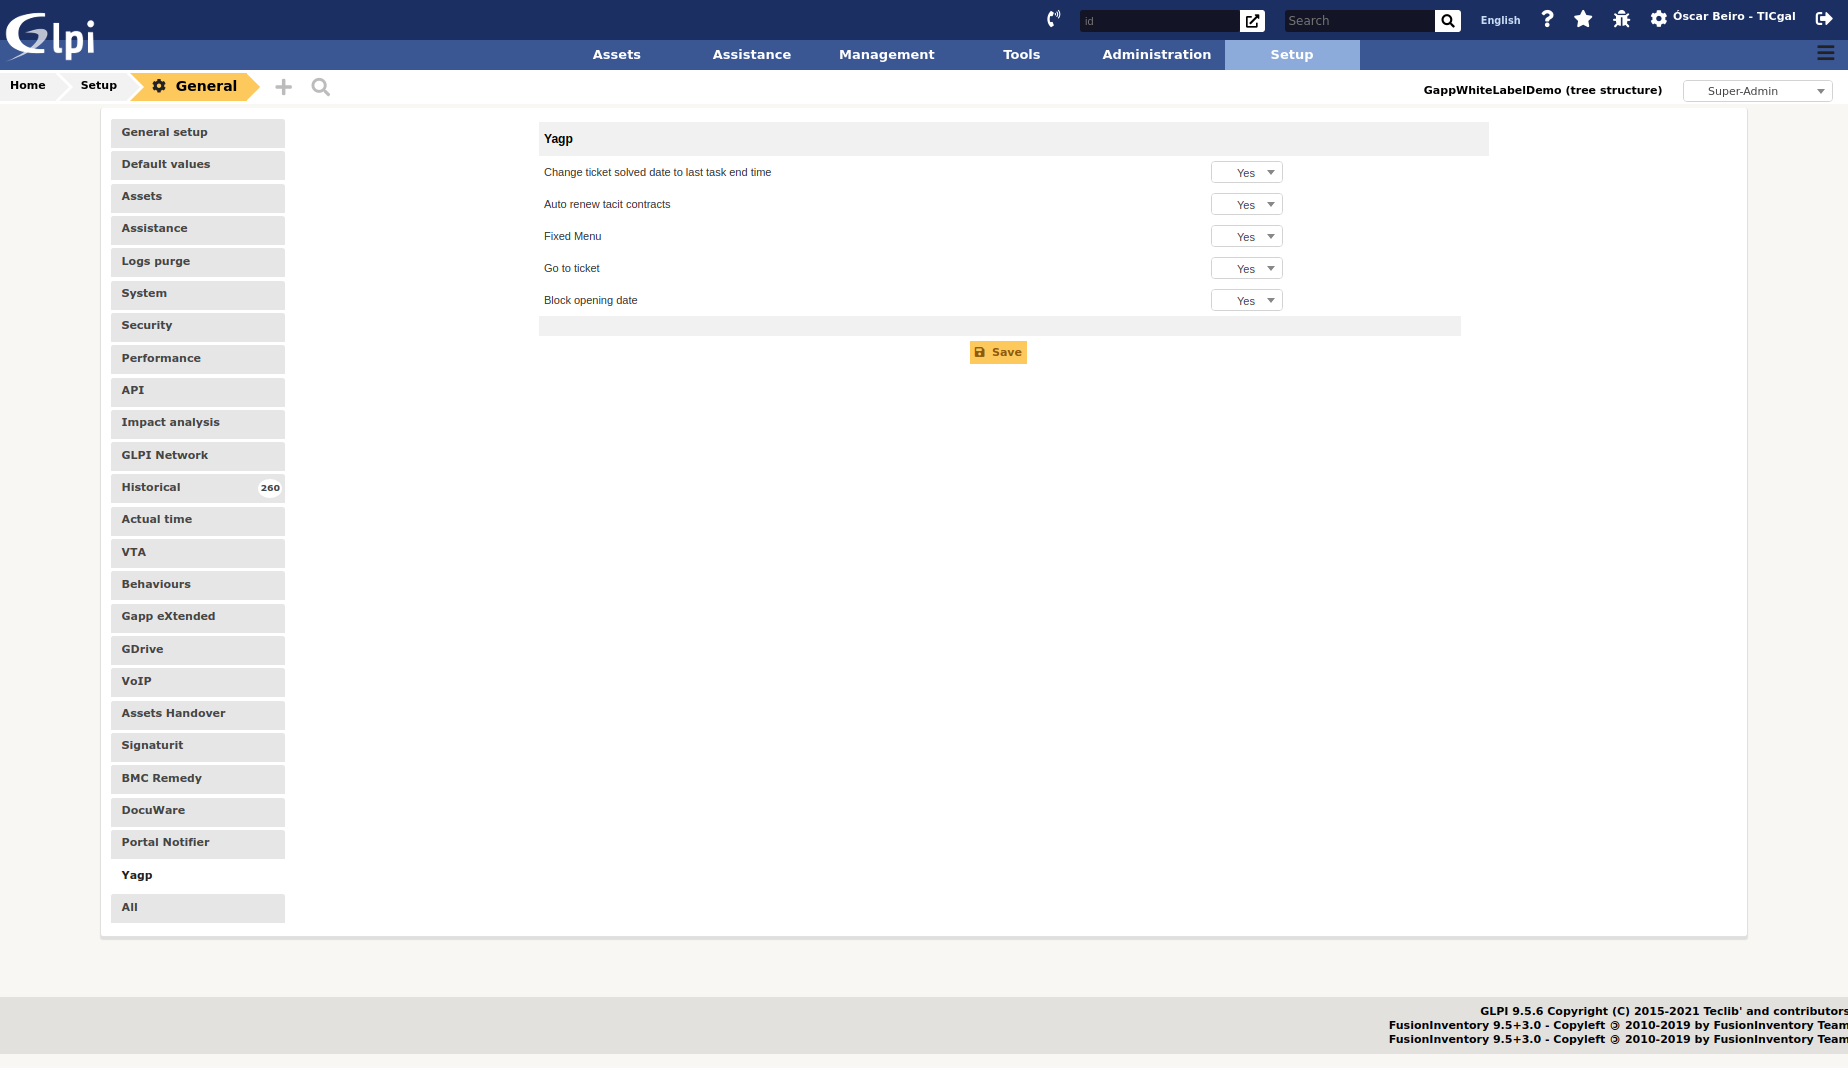 Glpi
id
Search
English
Óscar Beiro - TICgal
Assets
Assistance
Management
Tools
Administration
Setup
Home
Setup
General
GappWhiteLabelDemo (tree structure)
Super-Admin
General setup
Default values
Assets
Assistance
Logs purge
System
Security
Performance
API
Impact analysis
GLPI Network
Historical 260
Actual time
VTA
Behaviours
Gapp eXtended
GDrive
VoIP
Assets Handover
Signaturit
BMC Remedy
DocuWare
Portal Notifier
Yagp
All
Yagp
Change ticket solved date to last task end time Yes
Auto renew tacit contracts Yes
Fixed Menu Yes
Go to ticket Yes
Block opening date Yes
Save
GLPI 9.5.6 Copyright (C) 2015-2021 Teclib' and contributors
FusionInventory 9.5+3.0 - Copyleft 🄯 2010-2019 by FusionInventory Team
FusionInventory 9.5+3.0 - Copyleft 🄯 2010-2019 by FusionInventory Team